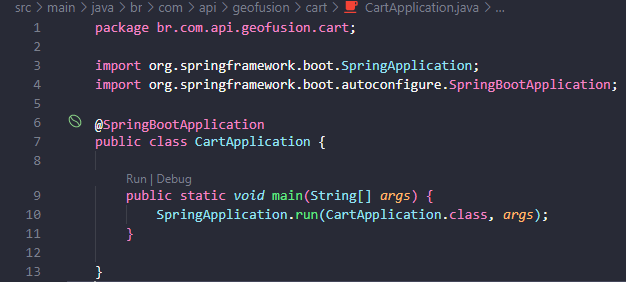 src > main > java > br > com > api > geofusion > cart > CartApplication.java > ...
1 package br.com.api.geofusion.cart;
2
3 import org.springframework.boot.SpringApplication;
4 import org.springframework.boot.autoconfigure.SpringBootApplication;
5
6 @SpringBootApplication
7 public class CartApplication {
8
Run | Debug
9 public static void main(String[] args) {
10 SpringApplication.run(CartApplication.class, args);
11 }
12
13 }